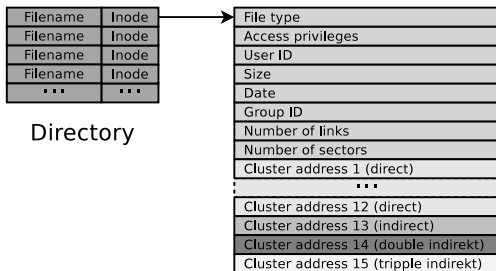 Filename Inode
Filename Inode
Filename Inode
Filename Inode
... ...
Directory
File type
Access privileges
User ID
Size
Date
Group ID
Number of links
Number of sectors
Cluster address 1 (direct)
...
Cluster address 12 (direct)
Cluster address 13 (indirect)
Cluster address 14 (double indirekt)
Cluster address 15 (tripple indirekt)